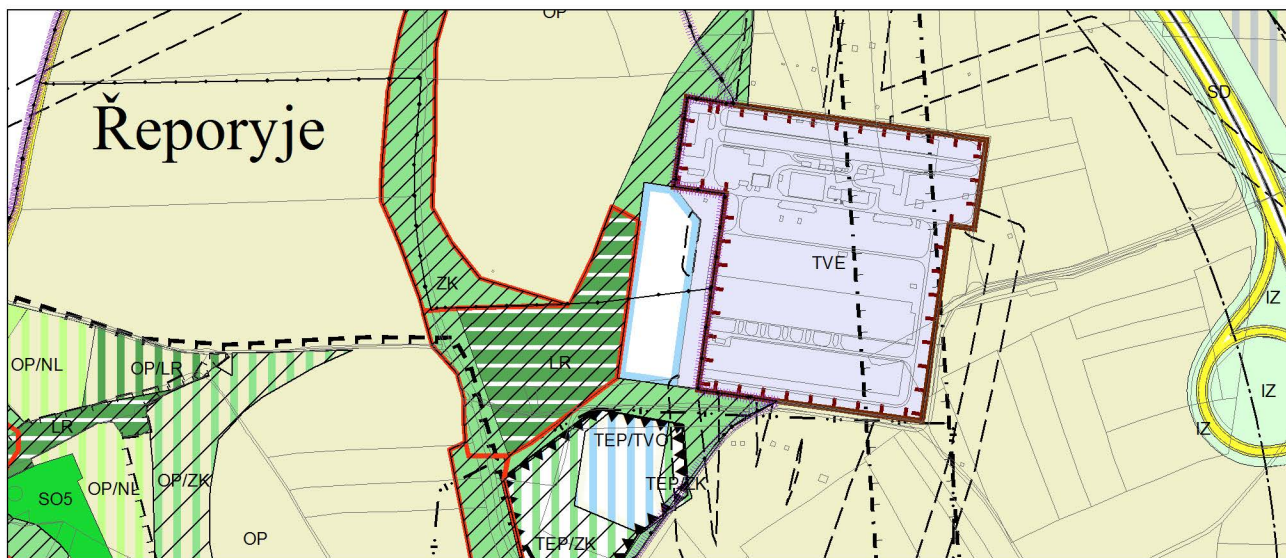 OP
SD
Řeporyje
TVE
ZK
IZ
OP/NL
OP/LR
LR
IZ
LR
IZ
TEP/TVO
OP/NL
OP/ZK
TEP/ZK
SO5
OP
TEP/ZK